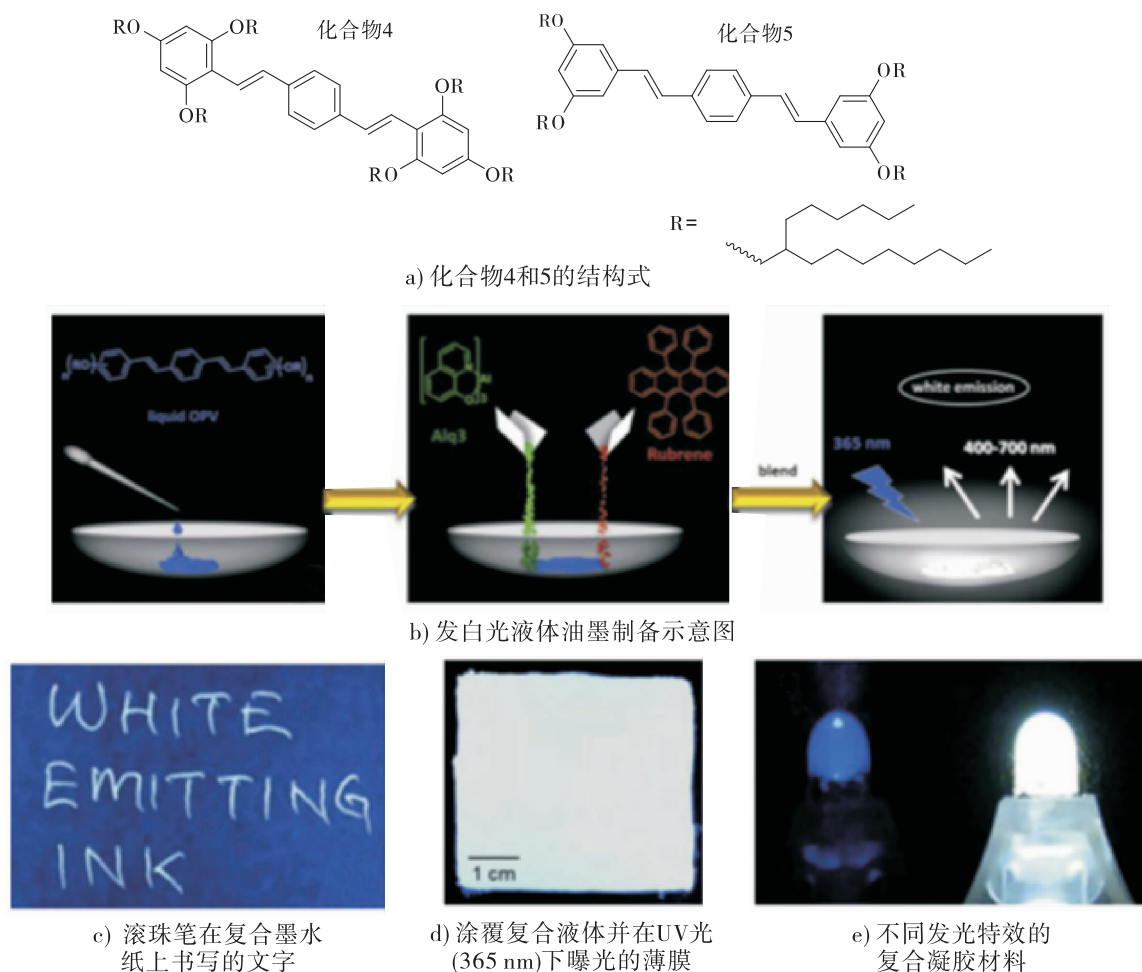 RO OR 化合物4
OR
OR
RO OR
RO 化合物5
OR
RO
OR
R=
a) 化合物4和5的结构式
(RO) (OR)
n n
liquid OPV
N
Al
O 3
Alq3
Rubrene
blend
white emission
365 nm
400-700 nm
b) 发白光液体油墨制备示意图
WHITE
EMITTING
INK
1 cm
c) 滚珠笔在复合墨水
纸上书写的文字
d) 涂覆复合液体并在UV光
(365 nm)下曝光的薄膜
e) 不同发光特效的
复合凝胶材料